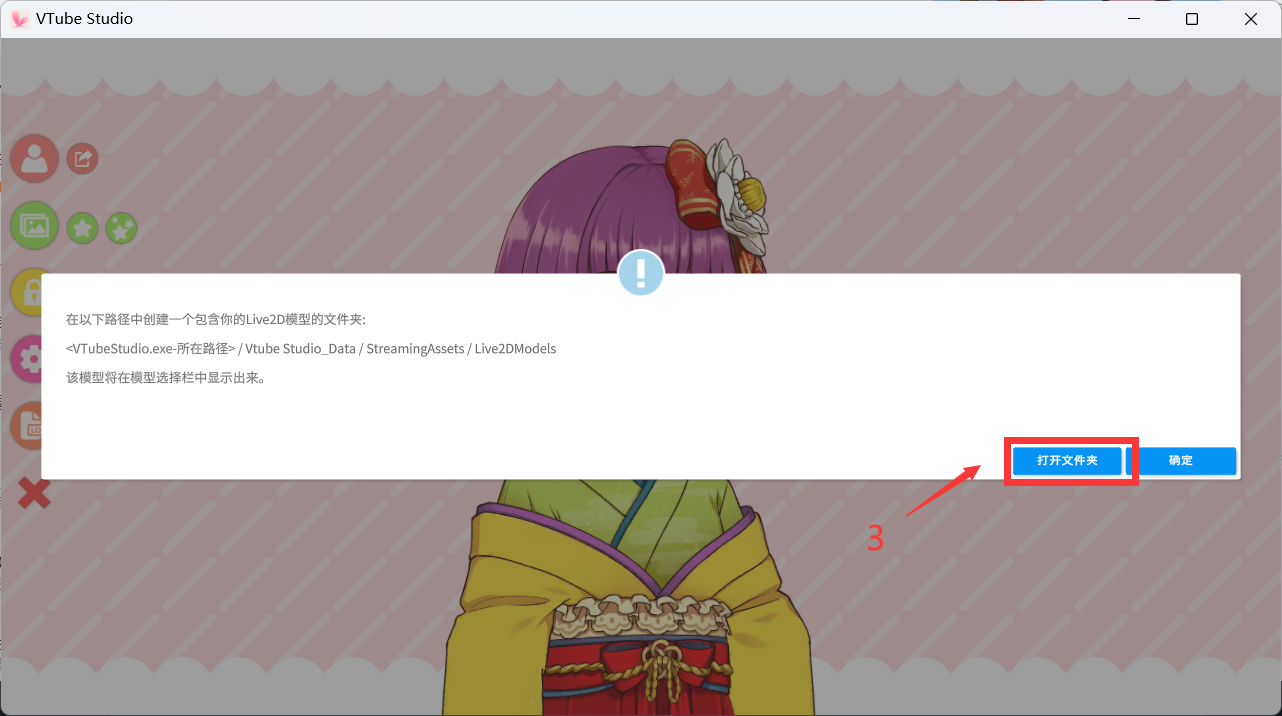 VTube Studio
在以下路径中创建一个包含你的Live2D模型的文件夹:
<VTubeStudio.exe-所在路径> / Vtube Studio_Data / StreamingAssets / Live2DModels
该模型将在模型选择栏中显示出来。
打开文件夹 确定
3